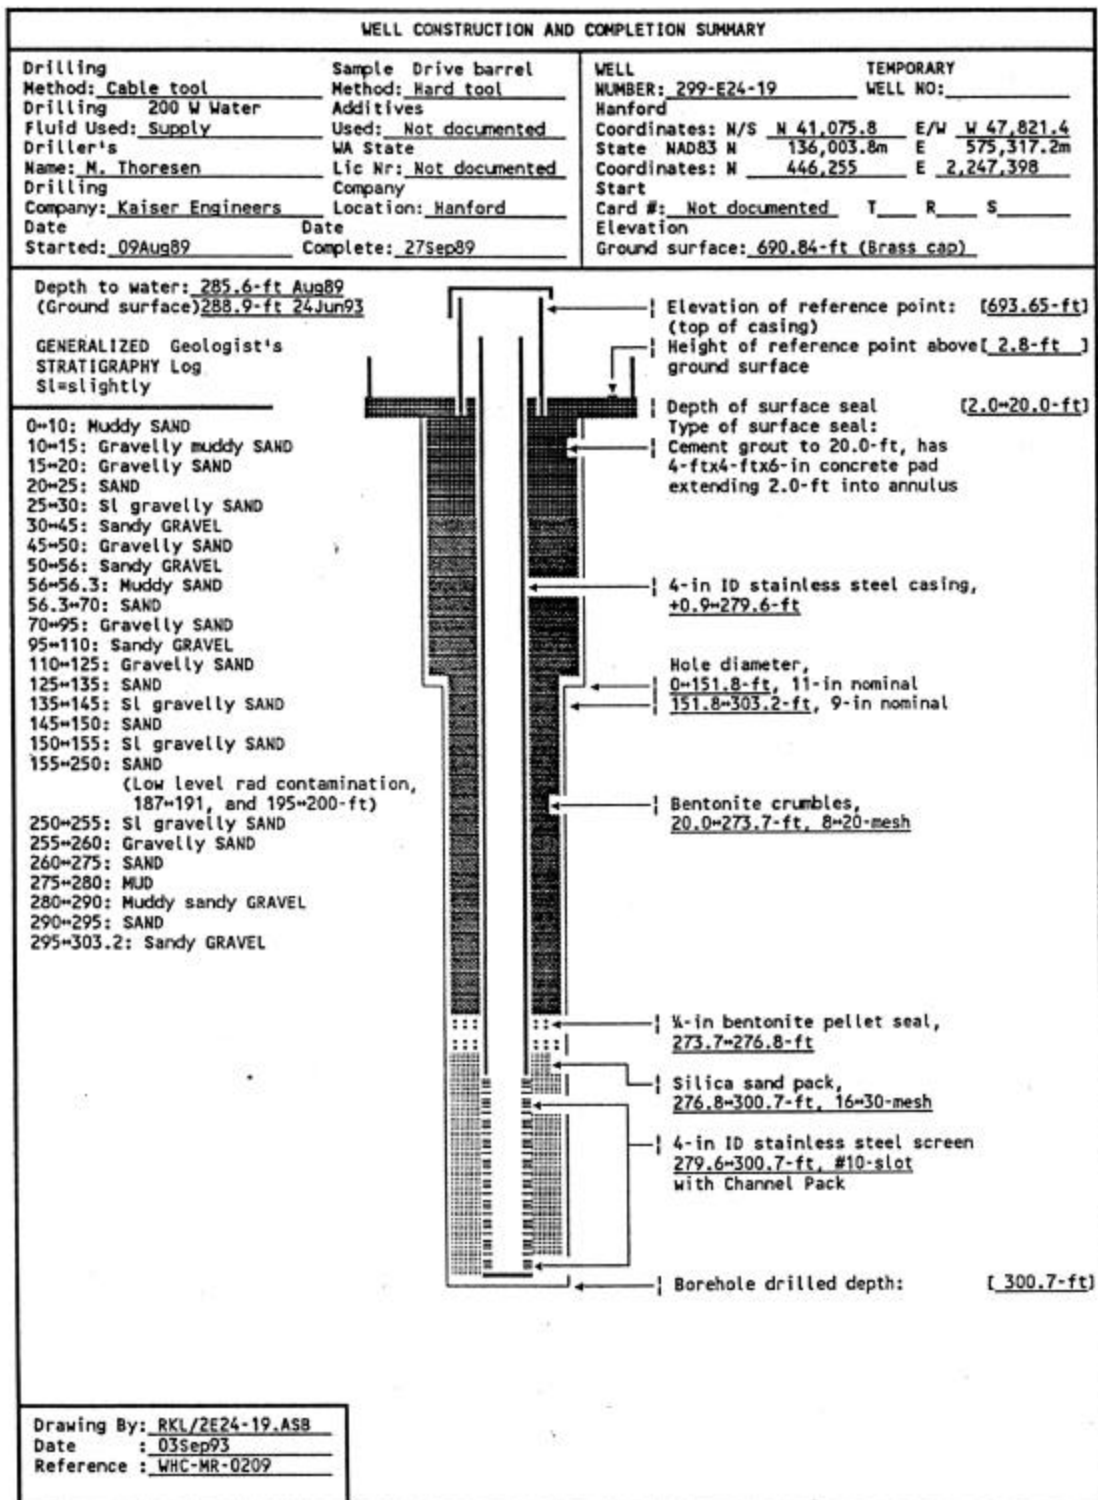 WELL CONSTRUCTION AND COMPLETION SUMMARY
Drilling Method: Cable tool
Sample Method: Drive barrel Hard tool
Drilling Fluid Used: 200 W Water Supply
Additives Used: Not documented
Driller's Name: M. Thoresen
WA State Lic Nr: Not documented
Drilling Company: Kaiser Engineers
Company Location: Hanford
Date Started: 09Aug89
Date Complete: 27Sep89
WELL NUMBER: 299-E24-19
TEMPORARY WELL NO:
Hanford
Coordinates: N/S N 41,075.8 E/W W 47,821.4
State NAD83 N 136,003.8m E 575,317.2m
Coordinates: N 446,255 E 2,247,398
Start
Card #: Not documented T R S
Elevation
Ground surface: 690.84-ft (Brass cap)
Depth to water: 285.6-ft Aug89
(Ground surface) 288.9-ft 24Jun93
GENERALIZED Geologist's
STRATIGRAPHY Log
Sl=slightly
0↔10: Muddy SAND
10↔15: Gravelly muddy SAND
15↔20: Gravelly SAND
20↔25: SAND
25↔30: Sl gravelly SAND
30↔45: Sandy GRAVEL
45↔50: Gravelly SAND
50↔56: Sandy GRAVEL
56↔56.3: Muddy SAND
56.3↔70: SAND
70↔95: Gravelly SAND
95↔110: Sandy GRAVEL
110↔125: Gravelly SAND
125↔135: SAND
135↔145: Sl gravelly SAND
145↔150: SAND
150↔155: Sl gravelly SAND
155↔250: SAND
(Low level rad contamination,
187↔191, and 195↔200-ft)
250↔255: Sl gravelly SAND
255↔260: Gravelly SAND
260↔275: SAND
275↔280: MUD
280↔290: Muddy sandy GRAVEL
290↔295: SAND
295↔303.2: Sandy GRAVEL
Elevation of reference point: [693.65-ft]
(top of casing)
Height of reference point above [ 2.8-ft ]
ground surface
Depth of surface seal [2.0↔20.0-ft]
Type of surface seal:
Cement grout to 20.0-ft, has
4-ftx4-ftx6-in concrete pad
extending 2.0-ft into annulus
4-in ID stainless steel casing,
+0.9↔279.6-ft
Hole diameter,
0↔151.8-ft, 11-in nominal
151.8↔303.2-ft, 9-in nominal
Bentonite crumbles,
20.0↔273.7-ft, 8↔20-mesh
¼-in bentonite pellet seal,
273.7↔276.8-ft
Silica sand pack,
276.8↔300.7-ft, 16↔30-mesh
4-in ID stainless steel screen
279.6↔300.7-ft, #10-slot
with Channel Pack
Borehole drilled depth: [ 300.7-ft]
Drawing By: RKL/2E24-19.ASB
Date : 03Sep93
Reference : WHC-MR-0209